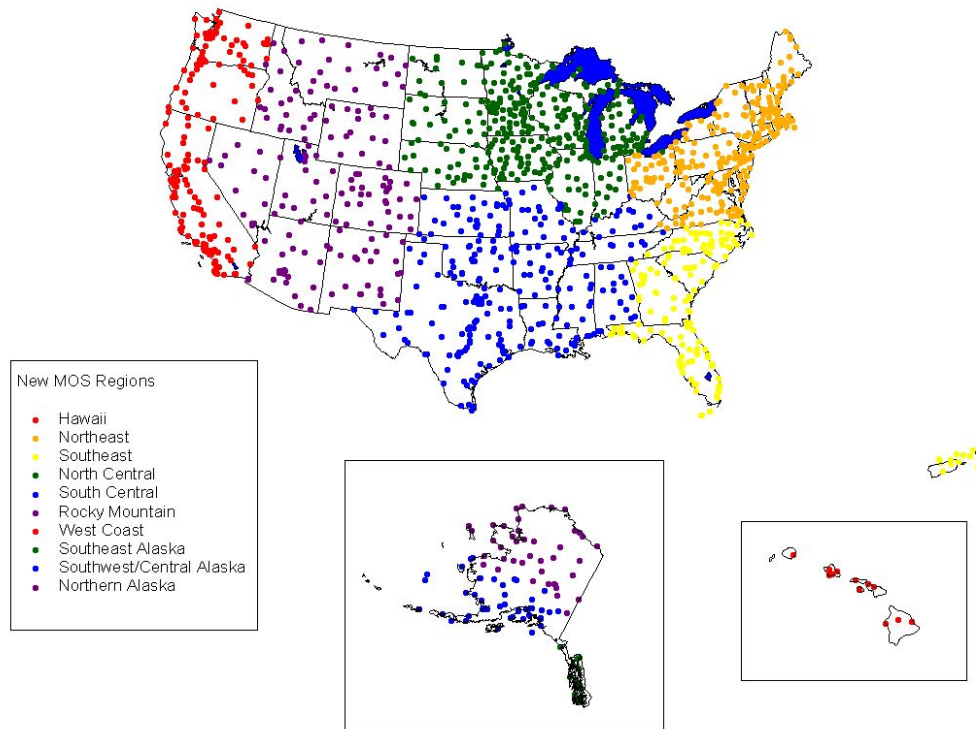 New MOS Regions
Hawaii
Northeast
Southeast
North Central
South Central
Rocky Mountain
West Coast
Southeast Alaska
Southwest/Central Alaska
Northern Alaska